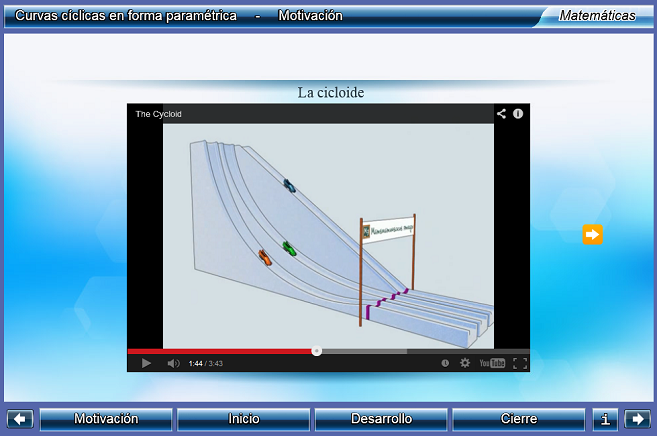 Curvas cíclicas en forma paramétrica - Motivación
Matemáticas
La cicloide
The Cycloid
1:44 / 3:43
YouTube
Motivación
Inicio
Desarrollo
Cierre
i